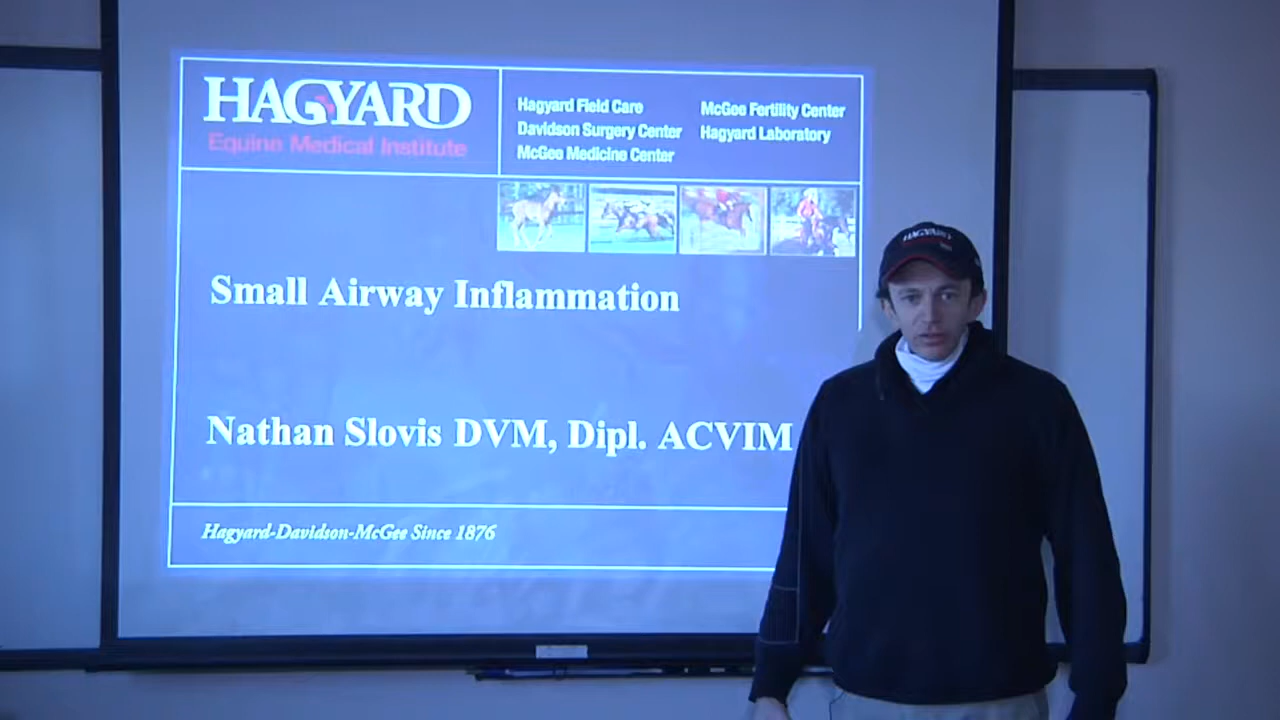 HAGYARD
Equine Medical Institute
Hagyard Field Care
Davidson Surgery Center
McGee Medicine Center
McGee Fertility Center
Hagyard Laboratory
Small Airway Inflammation
Nathan Slovis DVM, Dipl. ACVIM
Hagyard-Davidson-McGee Since 1876
HAGYARD